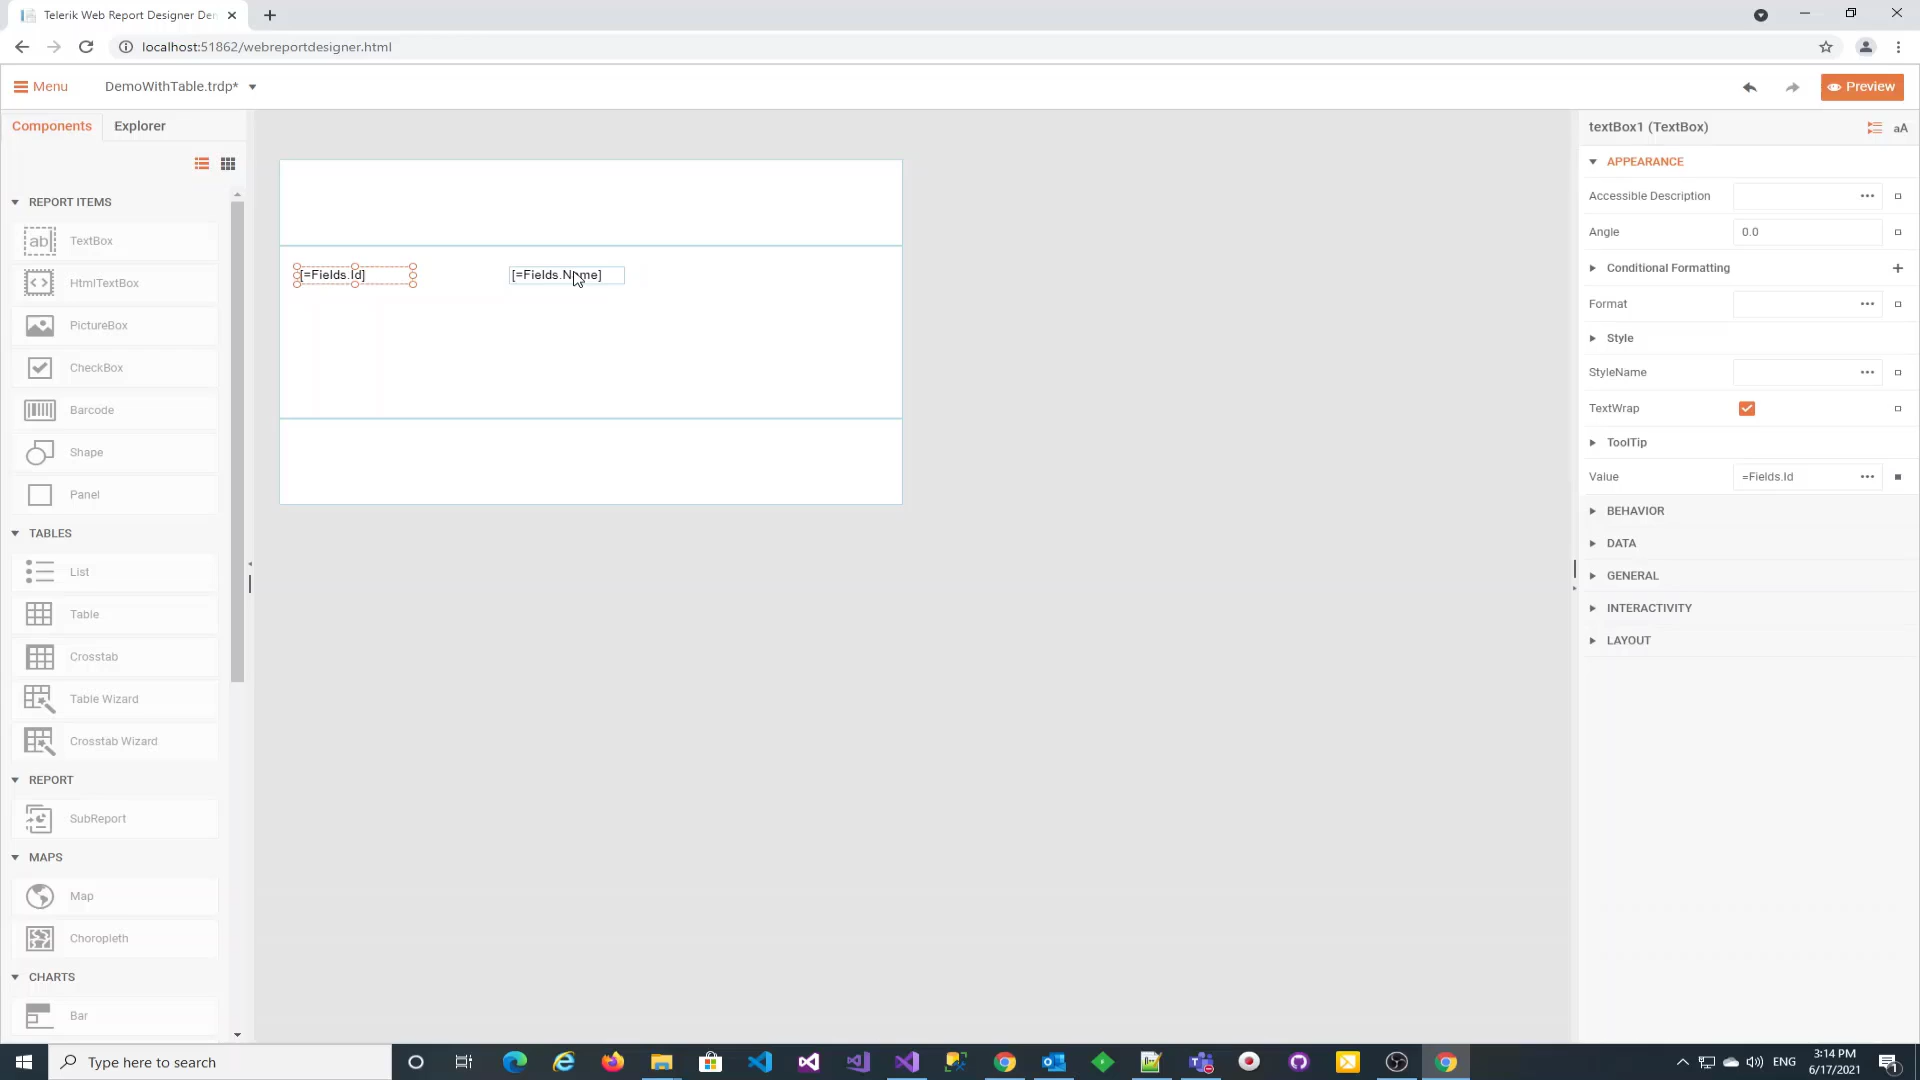 Telerik Web Report Designer Den
localhost:51862/webreportdesigner.html
Menu
DemoWithTable.trdp*
Preview
Components
Explorer
REPORT ITEMS
ab
TextBox
HtmlTextBox
PictureBox
CheckBox
Barcode
Shape
Panel
TABLES
List
Table
Crosstab
Table Wizard
Crosstab Wizard
REPORT
SubReport
MAPS
Map
Choropleth
CHARTS
Bar
[=Fields.Id]
[=Fields.Name]
textBox1 (TextBox)
aA
APPEARANCE
Accessible Description
Angle
0.0
Conditional Formatting
Format
Style
StyleName
TextWrap
ToolTip
Value
=Fields.Id
BEHAVIOR
DATA
GENERAL
INTERACTIVITY
LAYOUT
Type here to search
ENG
3:14 PM
6/17/2021
1